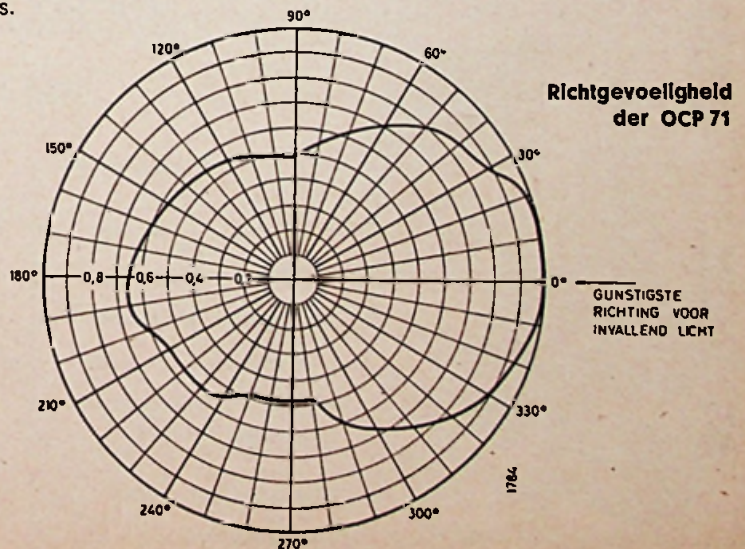 s.
90°
120°
60°
Richtgevoeligheid
der OCP 71
150°
30°
180°
0,8
0,6
0,4
0°
GUNSTIGSTE
RICHTING VOOR
INVALLEND LICHT
210°
330°
1784
240°
300°
270°